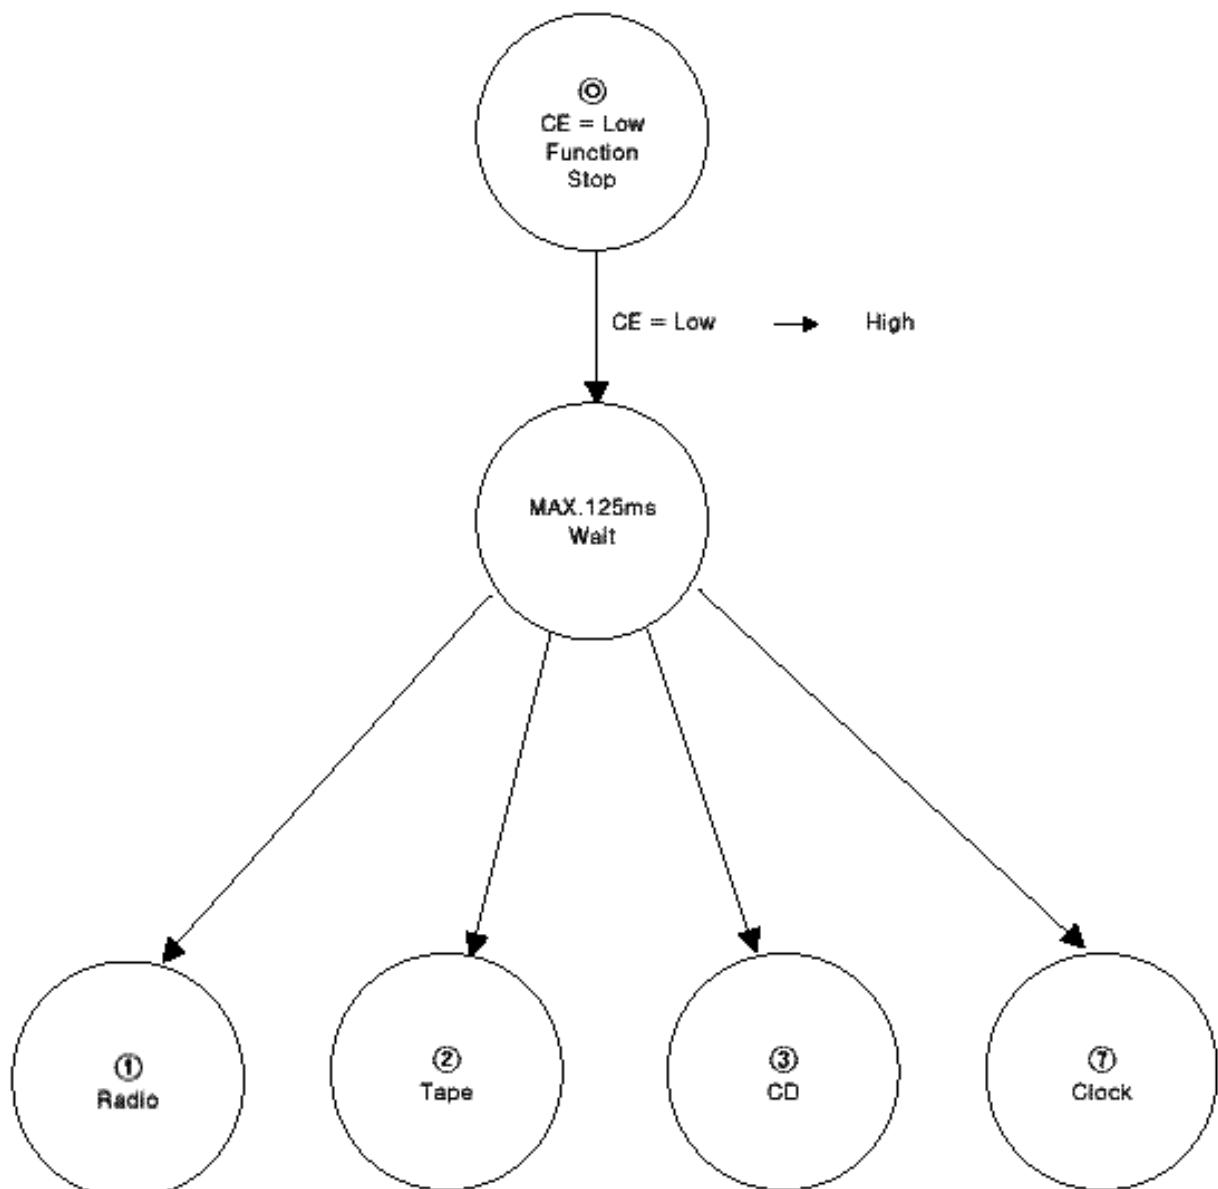 ◎
CE = Low
Function
Stop
CE = Low → High
MAX.125ms
Wait
①
Radio
②
Tape
③
CD
⑦
Clock